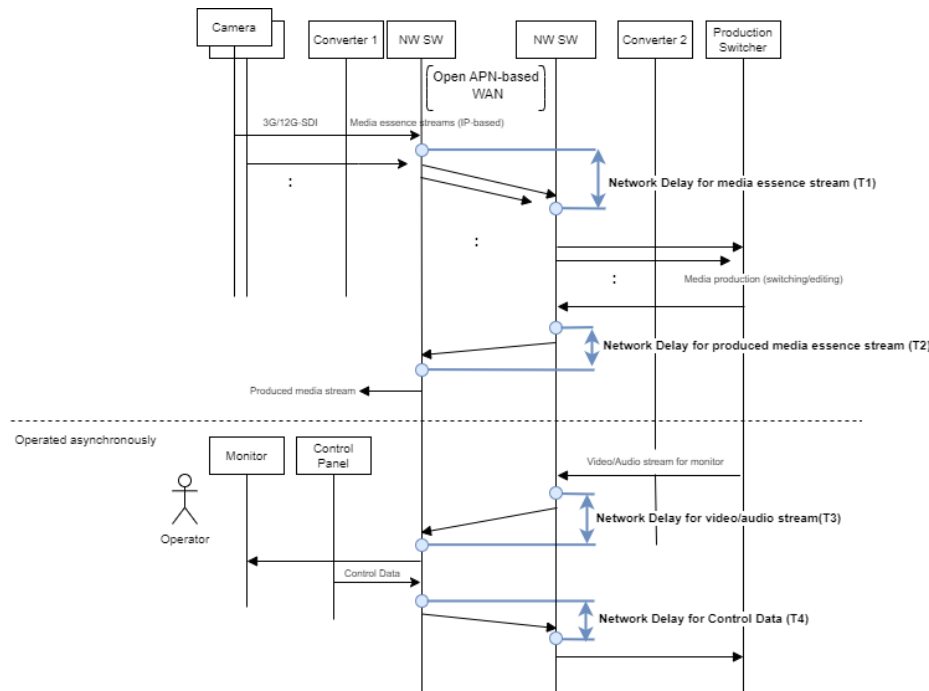 Camera
Converter 1
NW SW
NW SW
Converter 2
Production
Switcher
Open APN-based
WAN
3G/12G-SDI
Media essence streams (IP-based)
:
Network Delay for media essence stream (T1)
:
:
Media production (switching/editing)
Network Delay for produced media essence stream (T2)
Produced media stream
Operated asynchronously
Monitor
Control
Panel
Video/Audio stream for monitor
Operator
Network Delay for video/audio stream(T3)
Control Data
Network Delay for Control Data (T4)